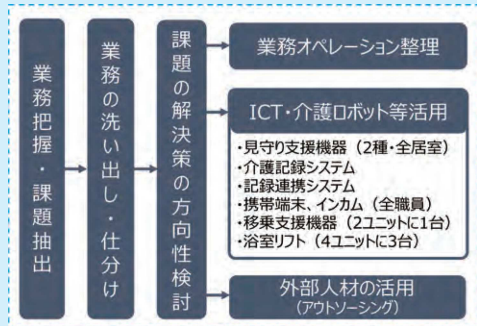 業務把握・課題抽出
業務の洗い出し・仕分け
課題の解決策の方向性検討
業務オペレーション整理
ICT・介護ロボット等活用
・見守り支援機器（2種・全居室）
・介護記録システム
・記録連携システム
・携帯端末、インカム（全職員）
・移乗支援機器（2ユニットに1台）
・浴室リフト（4ユニットに3台）
外部人材の活用
（アウトソーシング）